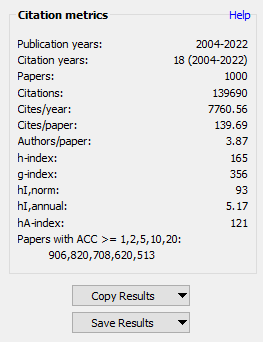 Citation metrics Help
Publication years: 2004-2022
Citation years: 18 (2004-2022)
Papers: 1000
Citations: 139690
Cites/year: 7760.56
Cites/paper: 139.69
Authors/paper: 3.87
h-index: 165
g-index: 356
hI,norm: 93
hI,annual: 5.17
hA-index: 121
Papers with ACC >= 1,2,5,10,20:
906,820,708,620,513
Copy Results
Save Results